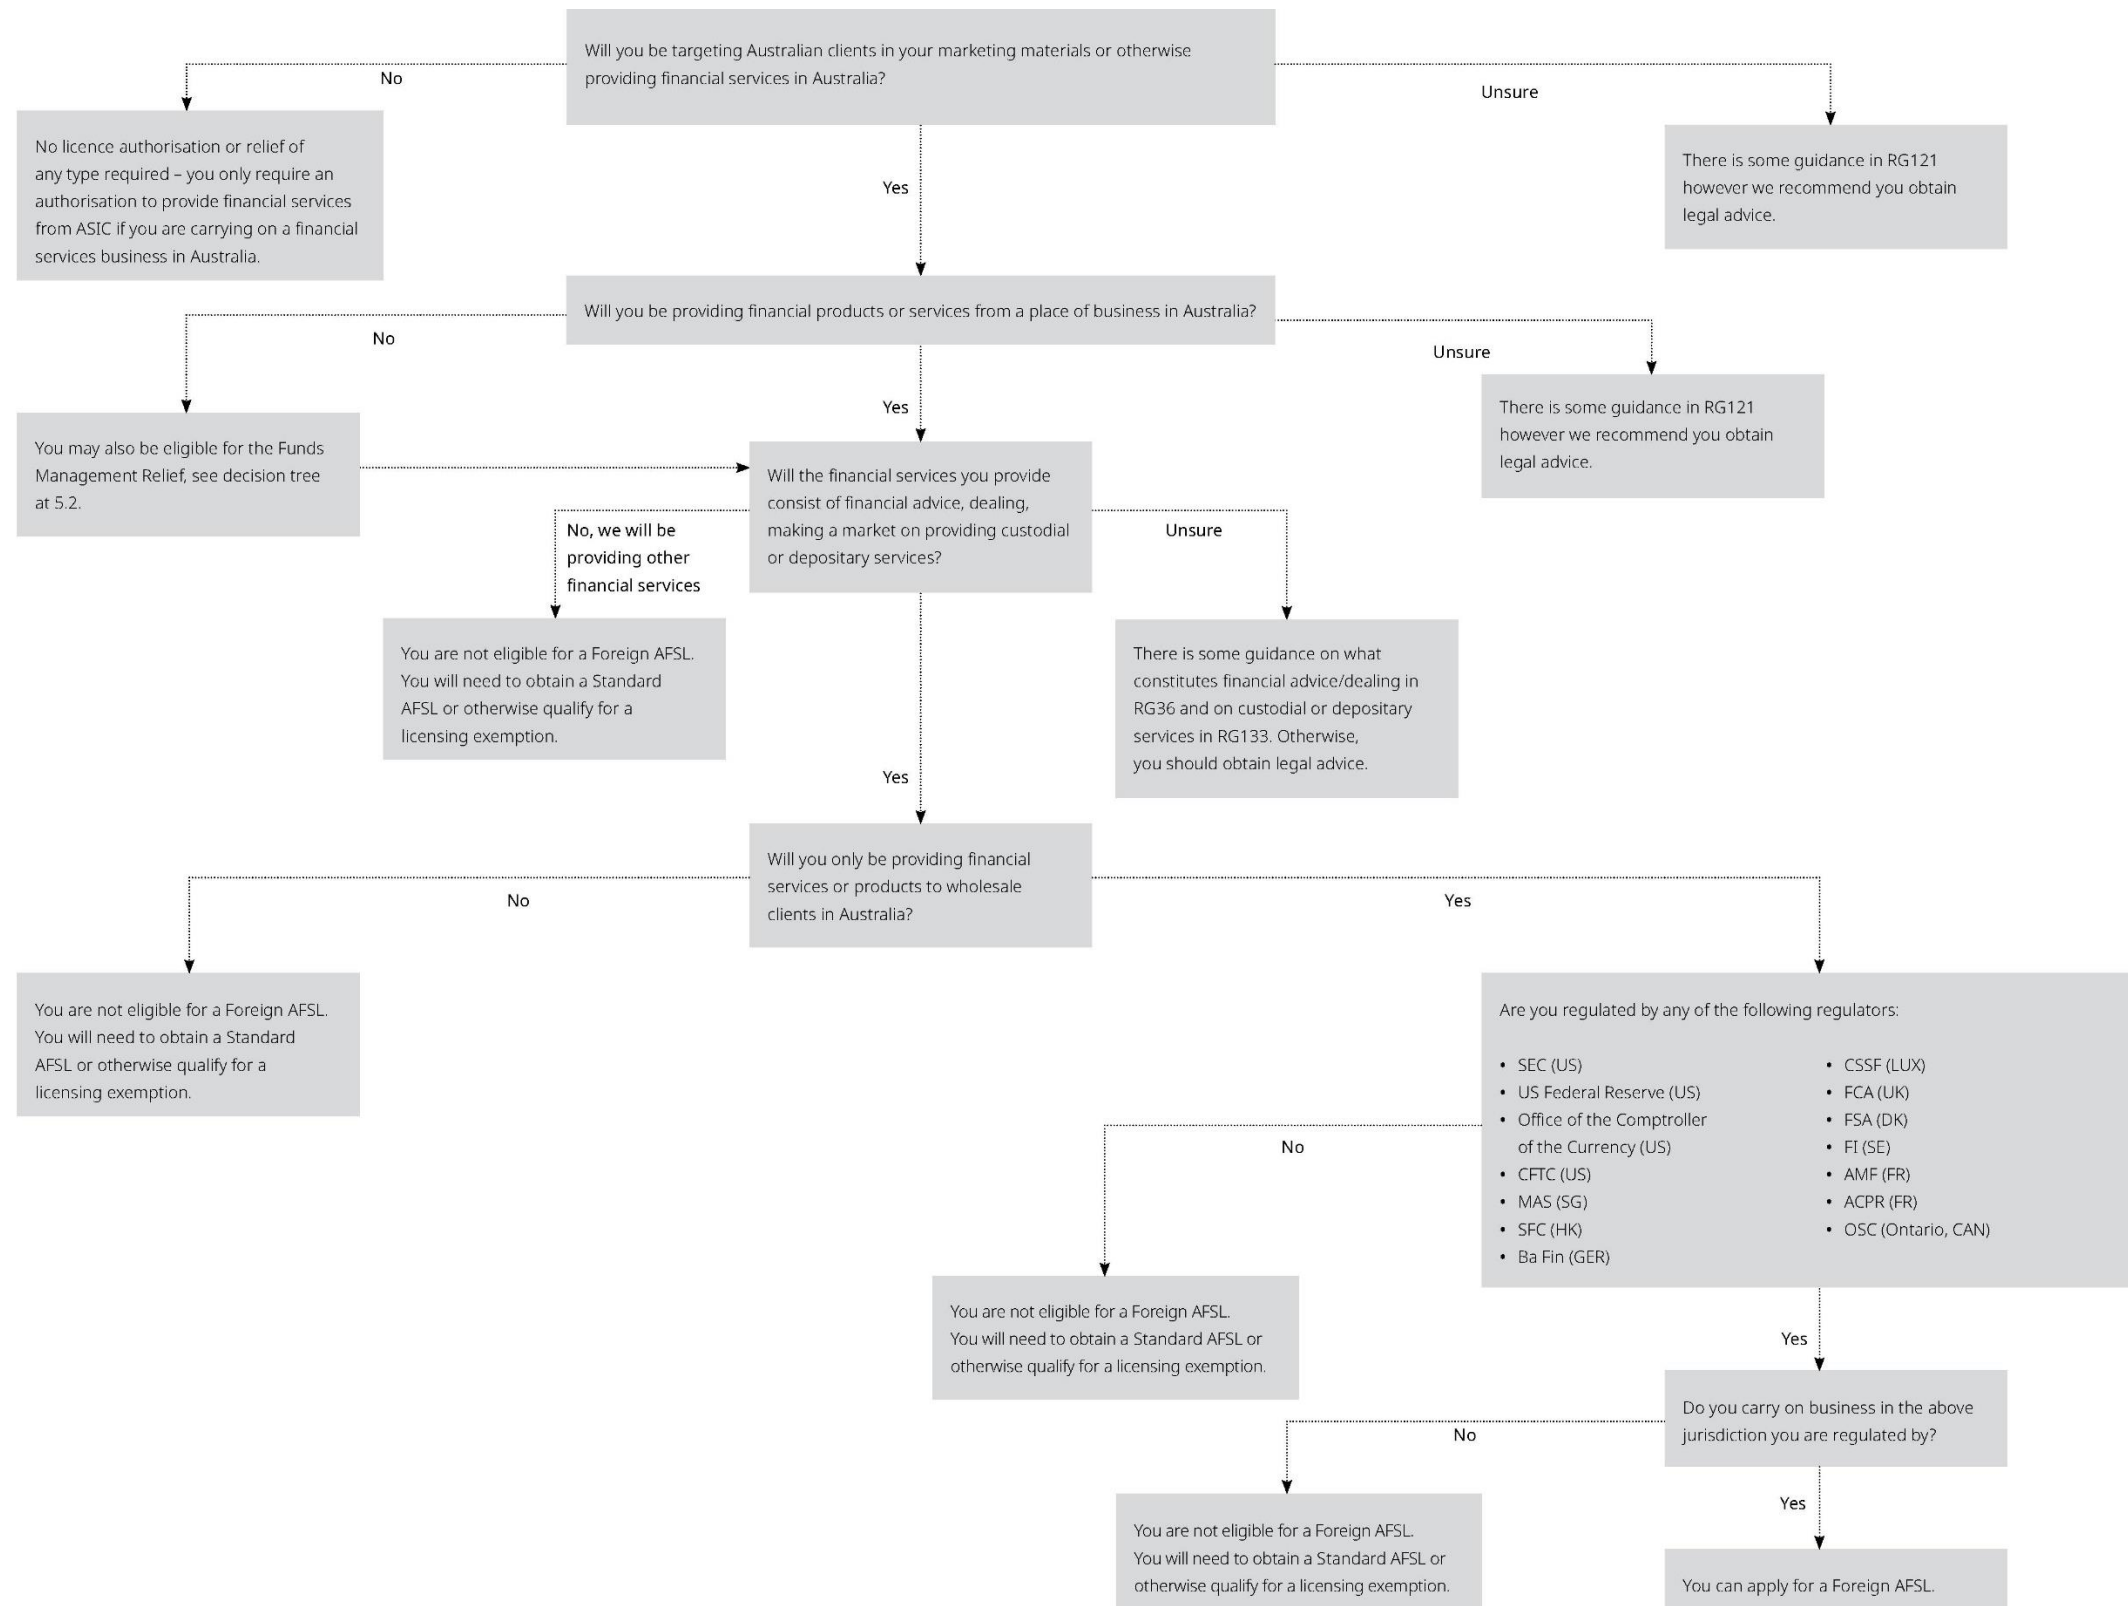 Will you be targeting Australian clients in your marketing materials or otherwise
providing financial services in Australia?
No
Unsure
No licence authorisation or relief of
any type required – you only require an
authorisation to provide financial services
from ASIC if you are carrying on a financial
services business in Australia.
Yes
There is some guidance in RG121
however we recommend you obtain
legal advice.
Will you be providing financial products or services from a place of business in Australia?
No
Unsure
Yes
There is some guidance in RG121
however we recommend you obtain
legal advice.
You may also be eligible for the Funds
Management Relief, see decision tree
at 5.2.
Will the financial services you provide
consist of financial advice, dealing,
making a market on providing custodial
or depositary services?
No, we will be
providing other
financial services
Unsure
You are not eligible for a Foreign AFSL.
You will need to obtain a Standard
AFSL or otherwise qualify for a
licensing exemption.
There is some guidance on what
constitutes financial advice/dealing in
RG36 and on custodial or depositary
services in RG133. Otherwise,
you should obtain legal advice.
Yes
Will you only be providing financial
services or products to wholesale
clients in Australia?
No
Yes
You are not eligible for a Foreign AFSL.
You will need to obtain a Standard
AFSL or otherwise qualify for a
licensing exemption.
Are you regulated by any of the following regulators:
• SEC (US)
• US Federal Reserve (US)
• Office of the Comptroller
of the Currency (US)
• CFTC (US)
• MAS (SG)
• SFC (HK)
• Ba Fin (GER)
• CSSF (LUX)
• FCA (UK)
• FSA (DK)
• FI (SE)
• AMF (FR)
• ACPR (FR)
• OSC (Ontario, CAN)
No
You are not eligible for a Foreign AFSL.
You will need to obtain a Standard AFSL or
otherwise qualify for a licensing exemption.
Yes
Do you carry on business in the above
jurisdiction you are regulated by?
No
Yes
You are not eligible for a Foreign AFSL.
You will need to obtain a Standard AFSL or
otherwise qualify for a licensing exemption.
You can apply for a Foreign AFSL.